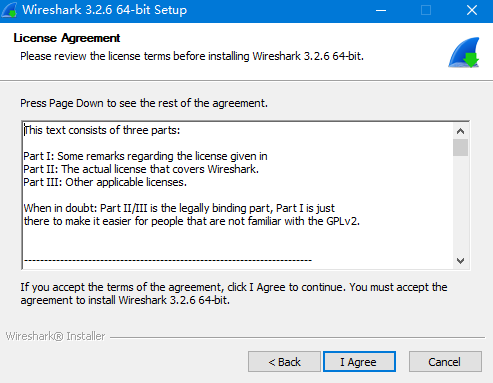 Wireshark 3.2.6 64-bit Setup
License Agreement
Please review the license terms before installing Wireshark 3.2.6 64-bit.
Press Page Down to see the rest of the agreement.
This text consists of three parts:
Part I: Some remarks regarding the license given in
Part II: The actual license that covers Wireshark.
Part III: Other applicable licenses.
When in doubt: Part II/III is the legally binding part, Part I is just
there to make it easier for people that are not familiar with the GPLv2.
------------------------------------------------------------------------
If you accept the terms of the agreement, click I Agree to continue. You must accept the
agreement to install Wireshark 3.2.6 64-bit.
Wireshark® Installer
< Back
I Agree
Cancel